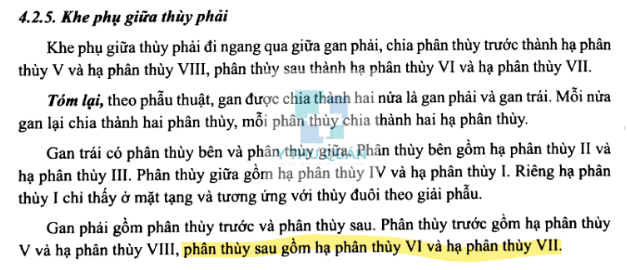 4.2.5. Khe phụ giữa thùy phải
Khe phụ giữa thùy phải đi ngang qua giữa gan phải, chia phân thùy trước thành hạ phân
thùy V và hạ phân thùy VIII, phân thùy sau thành hạ phân thùy VI và hạ phân thùy VII.
Tóm lại, theo phẫu thuật, gan được chia thành hai nửa là gan phải và gan trái. Mỗi nửa
gan lại chia thành hai phân thùy, mỗi phân thùy chia thành hai hạ phân thùy.
Gan trái có phân thùy bên và phân thùy giữa. Phân thùy bên gồm hạ phân thùy II và
hạ phân thùy III. Phân thùy giữa gồm hạ phân thùy IV và hạ phân thùy I. Riêng hạ phân
thùy I chỉ thấy ở mặt tạng và tương ứng với thùy đuôi theo giải phẫu.
Gan phải gồm phân thùy trước và phân thùy sau. Phân thùy trước gồm hạ phân thùy
V và hạ phân thùy VIII, phân thùy sau gồm hạ phân thùy VI và hạ phân thùy VII.